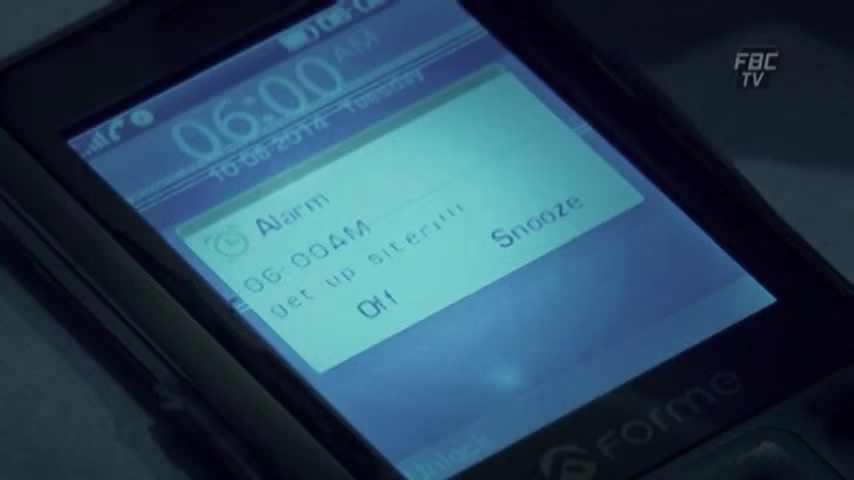 FBC
TV
06:00 AM
10-06-2014 Tuesday
Alarm
06:00AM
get up siter!!!
Snooze
Off
Unlock
Forme